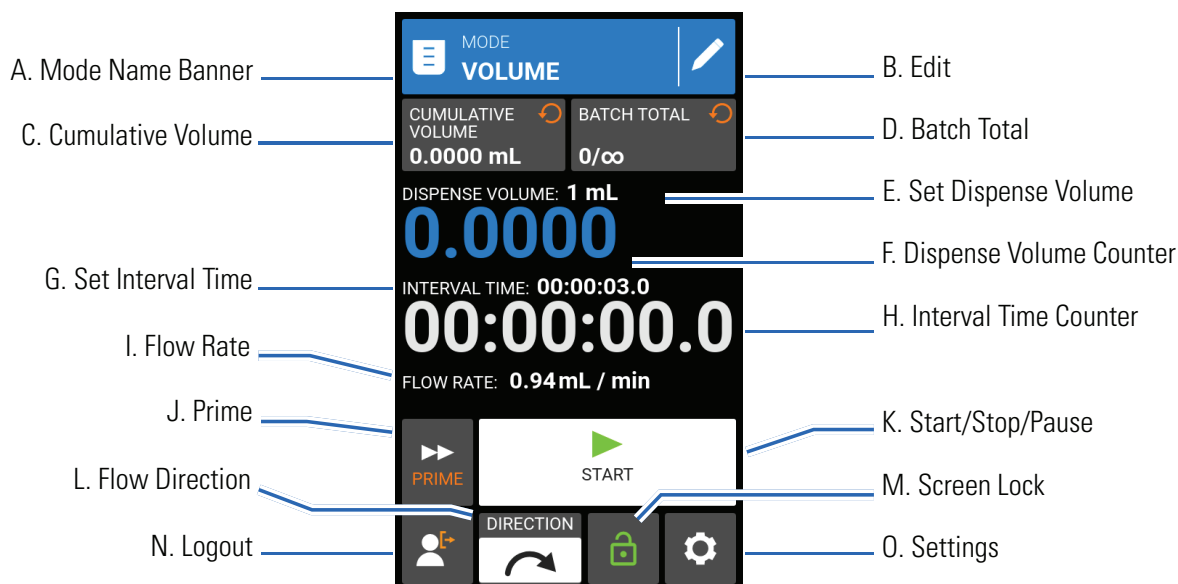 A. Mode Name Banner
MODE
VOLUME
B. Edit
C. Cumulative Volume
CUMULATIVE
VOLUME
0.0000 mL
BATCH TOTAL
0/∞
D. Batch Total
DISPENSE VOLUME: 1 mL
E. Set Dispense Volume
0.0000
F. Dispense Volume Counter
G. Set Interval Time
INTERVAL TIME: 00:00:03.0
00:00:00.0
H. Interval Time Counter
I. Flow Rate
FLOW RATE: 0.94mL / min
J. Prime
PRIME
START
K. Start/Stop/Pause
L. Flow Direction
DIRECTION
M. Screen Lock
N. Logout
O. Settings